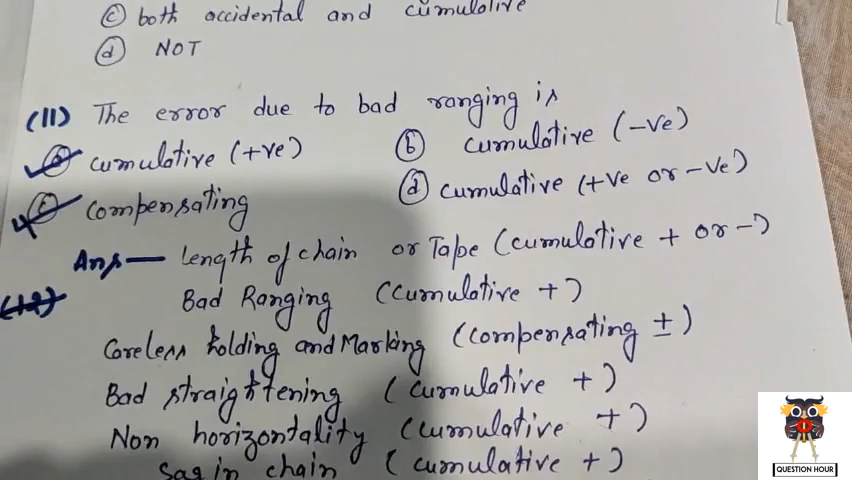 (c) both accidental and cumulative
(d) NOT
(11) The error due to bad ranging is
(a) cumulative (+ve) (b) cumulative (-ve)
(c) compensating (d) cumulative (+ve or -ve)
Ans — Length of chain or Tape (cumulative + or -)
(12) Bad Ranging (cumulative +)
Careless holding and Marking (compensating ±)
Bad straightening (cumulative +)
Non horizontality (cumulative +)
Sag in chain (cumulative +)
QUESTION HOUR